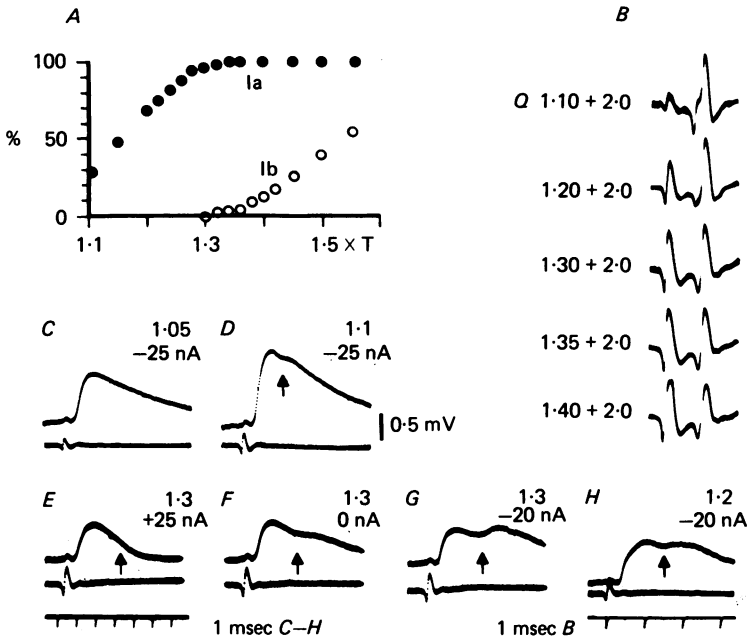 A
100
50
0
%
Ia
Ib
1·1
1·3
1·5 × T
B
Q 1·10 + 2·0
1·20 + 2·0
1·30 + 2·0
1·35 + 2·0
1·40 + 2·0
C
1·05
−25 nA
D
1·1
−25 nA
0·5 mV
E
1·3
+25 nA
F
1·3
0 nA
G
1·3
−20 nA
H
1·2
−20 nA
1 msec C–H
1 msec B